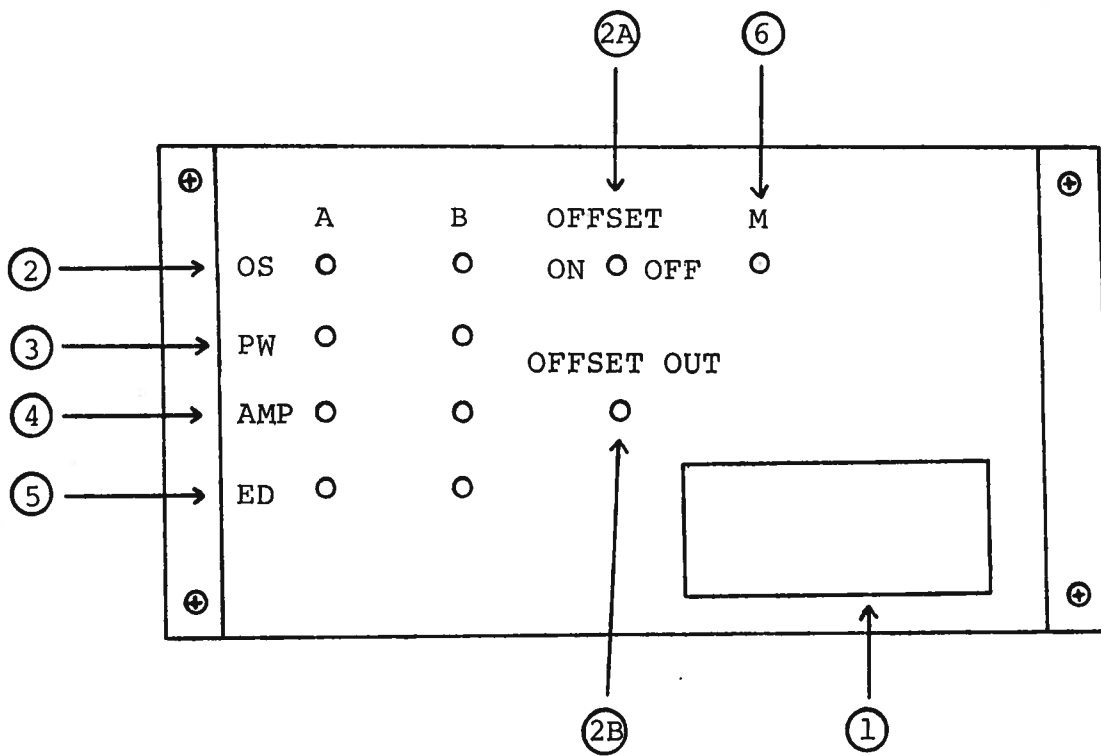 2A 6
A B OFFSET M
2 OS ON OFF
3 PW
OFFSET OUT
4 AMP
5 ED
2B 1